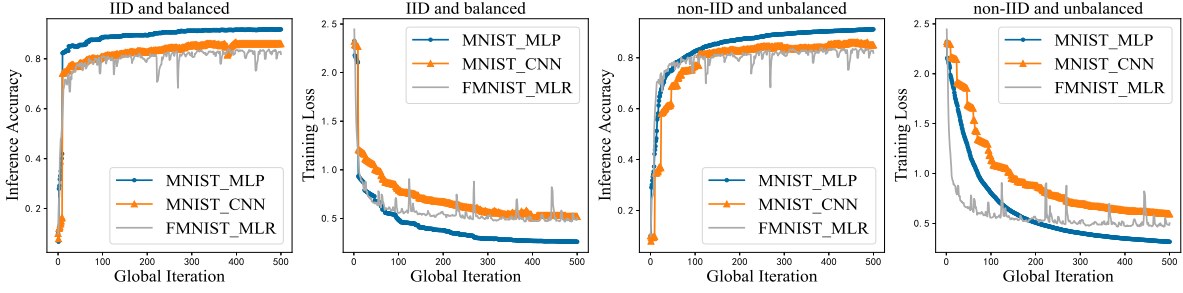 IID and balanced
Inference Accuracy
0.8
0.6
0.4
0.2
MNIST_MLP
MNIST_CNN
FMNIST_MLR
0 100 200 300 400 500
Global Iteration
IID and balanced
Training Loss
2.5
2.0
1.5
1.0
0.5
MNIST_MLP
MNIST_CNN
FMNIST_MLR
0 100 200 300 400 500
Global Iteration
non-IID and unbalanced
Inference Accuracy
0.8
0.6
0.4
0.2
MNIST_MLP
MNIST_CNN
FMNIST_MLR
0 100 200 300 400 500
Global Iteration
non-IID and unbalanced
Training Loss
2.5
2.0
1.5
1.0
0.5
MNIST_MLP
MNIST_CNN
FMNIST_MLR
0 100 200 300 400 500
Global Iteration